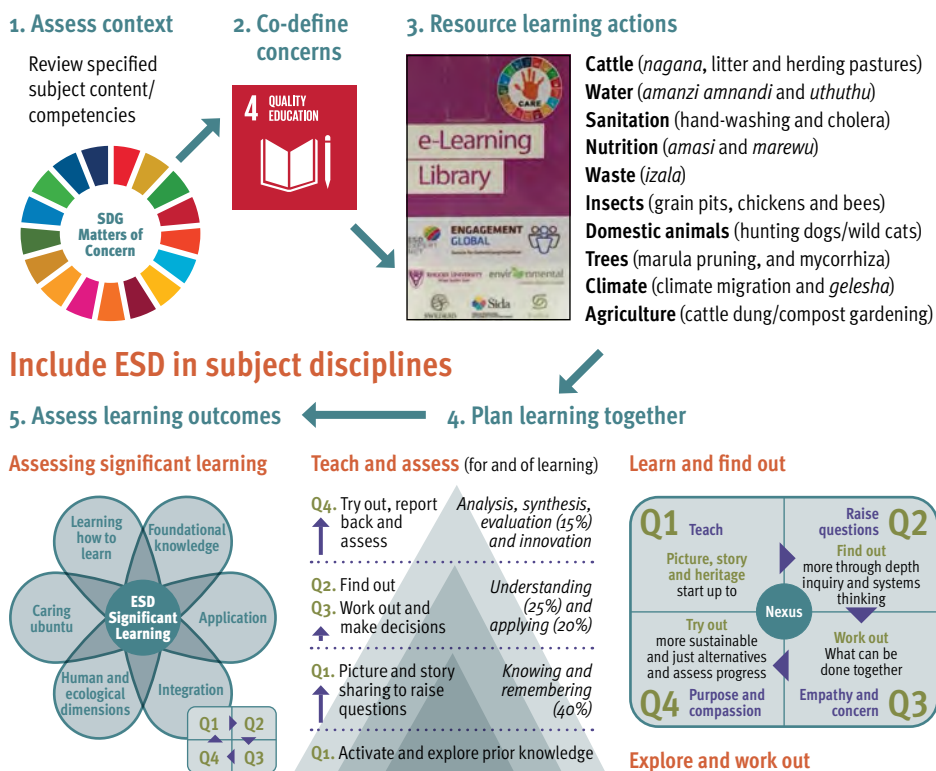 1. Assess context
Review specified
subject content/
competencies
SDG
Matters of
Concern
2. Co-define
concerns
4 QUALITY
EDUCATION
3. Resource learning actions
CARE
e-Learning
Library
ENGAGEMENT
GLOBAL
RHODES UNIVERSITY
Sida
Cattle (nagana, litter and herding pastures)
Water (amanzi amnandi and uthuthu)
Sanitation (hand-washing and cholera)
Nutrition (amasi and marewu)
Waste (izala)
Insects (grain pits, chickens and bees)
Domestic animals (hunting dogs/wild cats)
Trees (marula pruning, and mycorrhiza)
Climate (climate migration and gelesha)
Agriculture (cattle dung/compost gardening)
Include ESD in subject disciplines
5. Assess learning outcomes
4. Plan learning together
Assessing significant learning
Learning
how to
learn
Foundational
knowledge
Caring
ubuntu
ESD
Significant
Learning
Application
Human and
ecological
dimensions
Integration
Q1 Q2
Q4 Q3
Teach and assess (for and of learning)
Q4. Try out, report
back and
assess
Analysis, synthesis,
evaluation (15%)
and innovation
Q2. Find out
Q3. Work out and
make decisions
Understanding
(25%) and
applying (20%)
Q1. Picture and story
sharing to raise
questions
Knowing and
remembering
(40%)
Q1. Activate and explore prior knowledge
Learn and find out
Q1 Teach
Picture, story
and heritage
start up to
Raise
questions Q2
Find out
more through depth
inquiry and systems
thinking
Nexus
Try out
more sustainable
and just alternatives
and assess progress
Q4 Purpose and
compassion
Work out
What can be
done together
Empathy and
concern Q3
Explore and work out